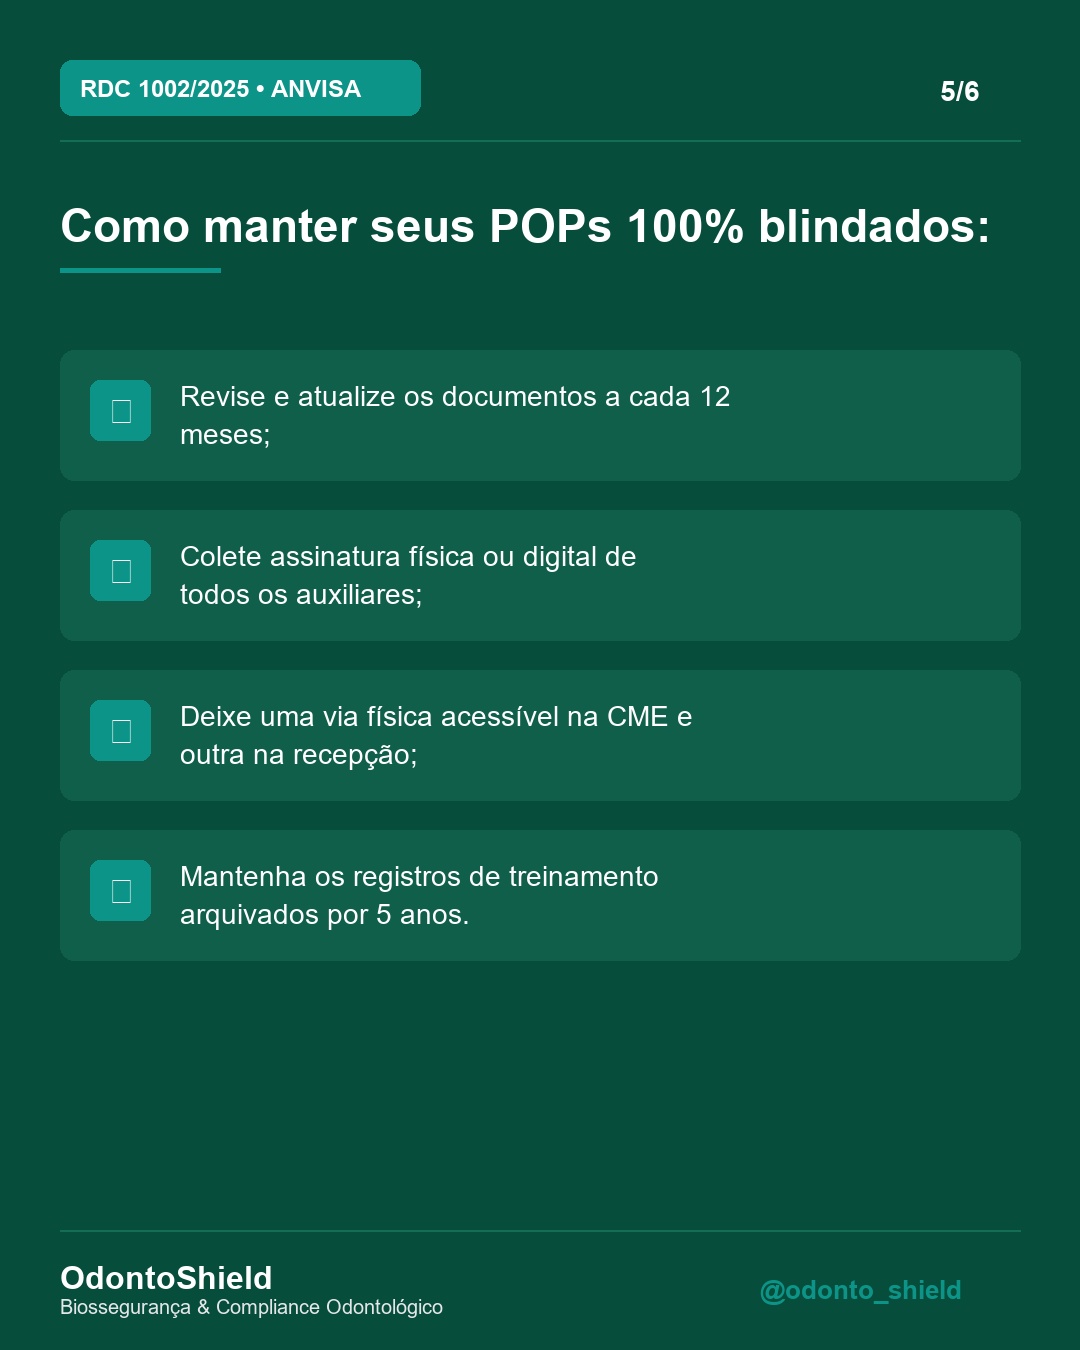 RDC 1002/2025 • ANVISA
5/6
Como manter seus POPs 100% blindados:
Revise e atualize os documentos a cada 12
meses;
Colete assinatura física ou digital de
todos os auxiliares;
Deixe uma via física acessível na CME e
outra na recepção;
Mantenha os registros de treinamento
arquivados por 5 anos.
OdontoShield
Biossegurança & Compliance Odontológico
@odonto_shield